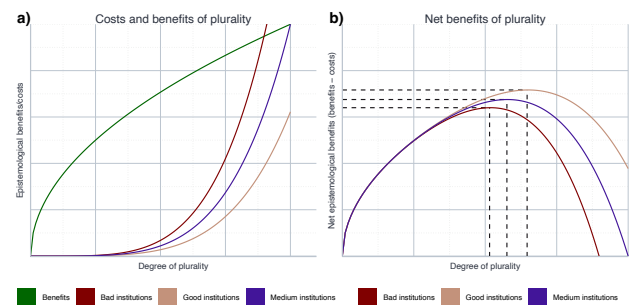 a)
Costs and benefits of plurality
Epistemological benefits/costs
Degree of plurality
Benefits
Bad institutions
Good institutions
Medium institutions
b)
Net benefits of plurality
Net epistemological benefits (benefits − costs)
Degree of plurality
Bad institutions
Good institutions
Medium institutions